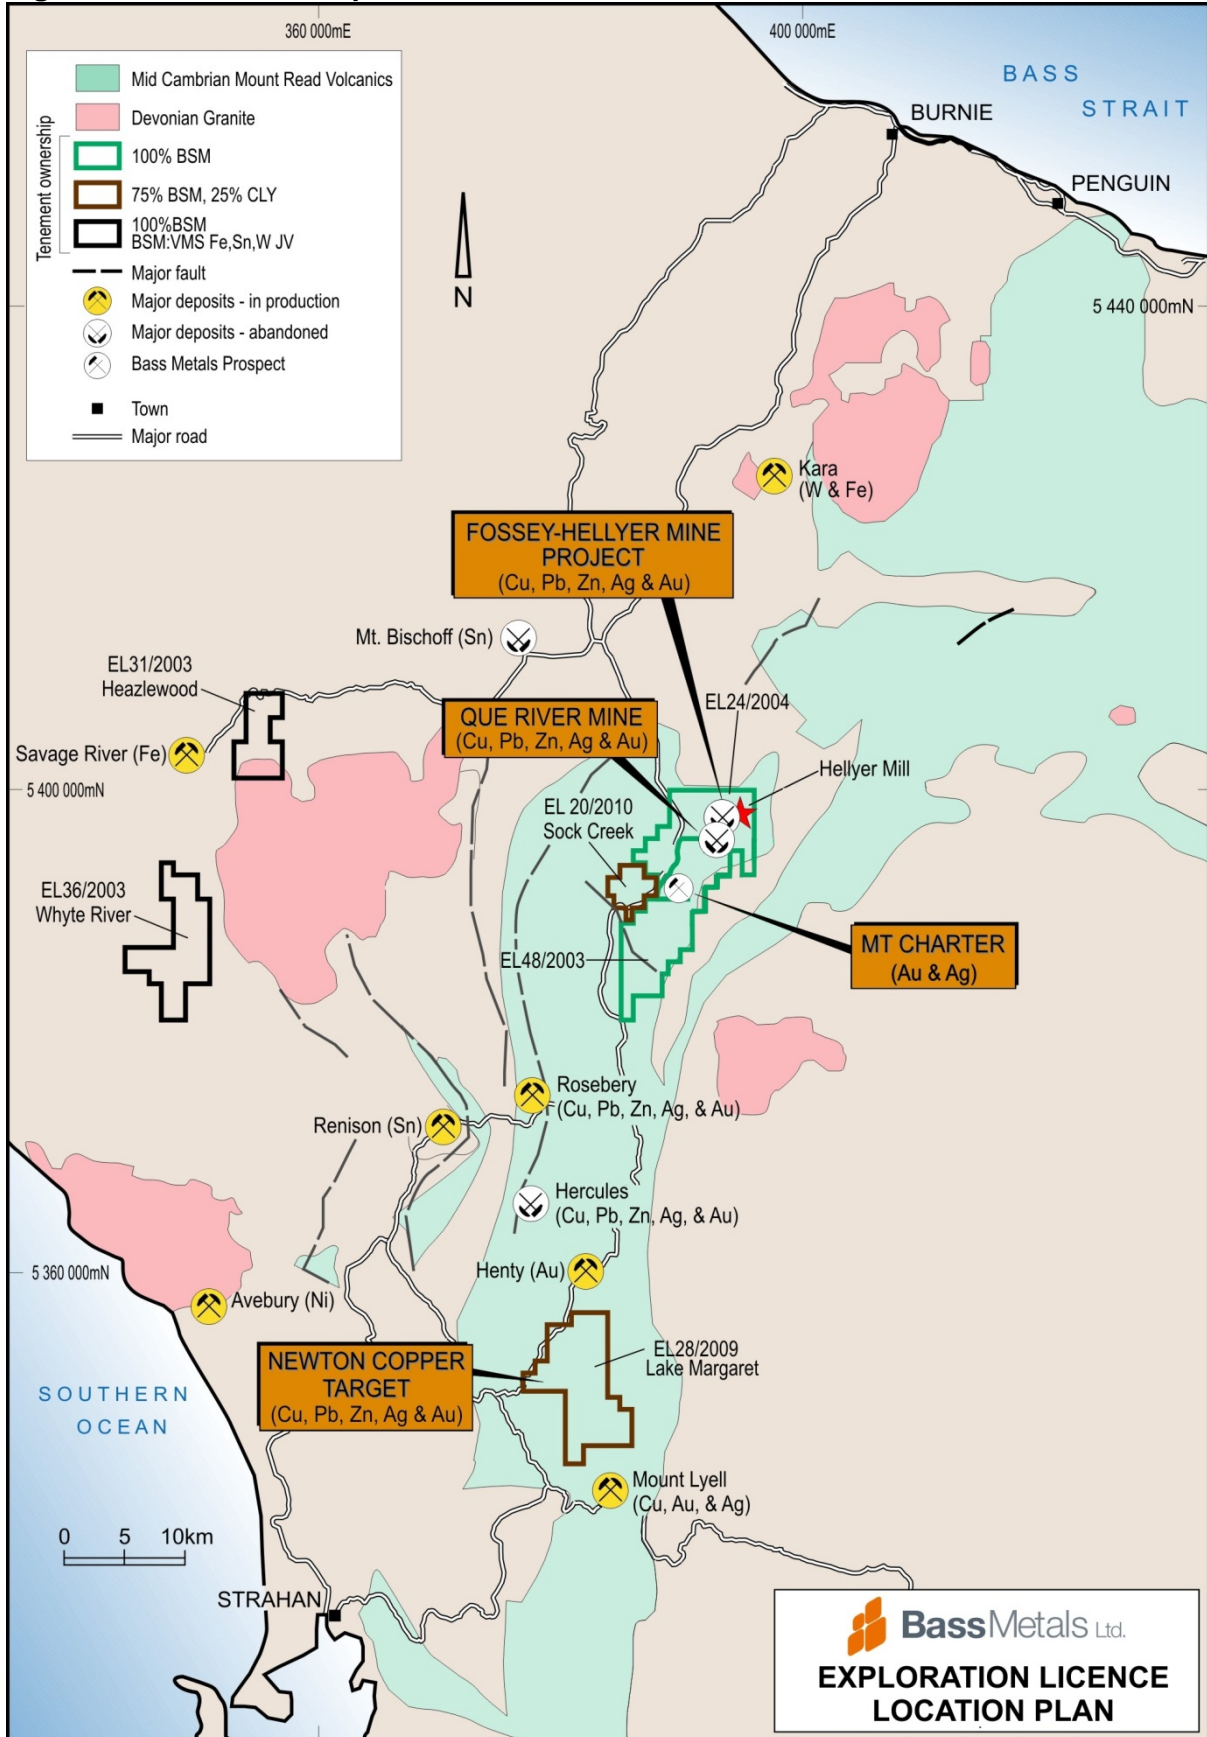 360 000mE
400 000mE
Mid Cambrian Mount Read Volcanics
Devonian Granite
Tenement ownership
100% BSM
75% BSM, 25% CLY
100%BSM
BSM:VMS Fe,Sn,W JV
Major fault
Major deposits - in production
Major deposits - abandoned
Bass Metals Prospect
Town
Major road
N
BASS
STRAIT
BURNIE
PENGUIN
5 440 000mN
Kara
(W & Fe)
FOSSEY-HELLYER MINE
PROJECT
(Cu, Pb, Zn, Ag & Au)
Mt. Bischoff (Sn)
EL31/2003
Heazlewood
Savage River (Fe)
5 400 000mN
QUE RIVER MINE
(Cu, Pb, Zn, Ag & Au)
EL24/2004
Hellyer Mill
EL 20/2010
Sock Creek
EL36/2003
Whyte River
EL48/2003
MT CHARTER
(Au & Ag)
Rosebery
(Cu, Pb, Zn, Ag, & Au)
Renison (Sn)
Hercules
(Cu, Pb, Zn, Ag, & Au)
Henty (Au)
5 360 000mN
Avebury (Ni)
NEWTON COPPER
TARGET
(Cu, Pb, Zn, Ag & Au)
EL28/2009
Lake Margaret
SOUTHERN
OCEAN
Mount Lyell
(Cu, Au, & Ag)
0 5 10km
STRAHAN
BassMetals Ltd.
EXPLORATION LICENCE
LOCATION PLAN